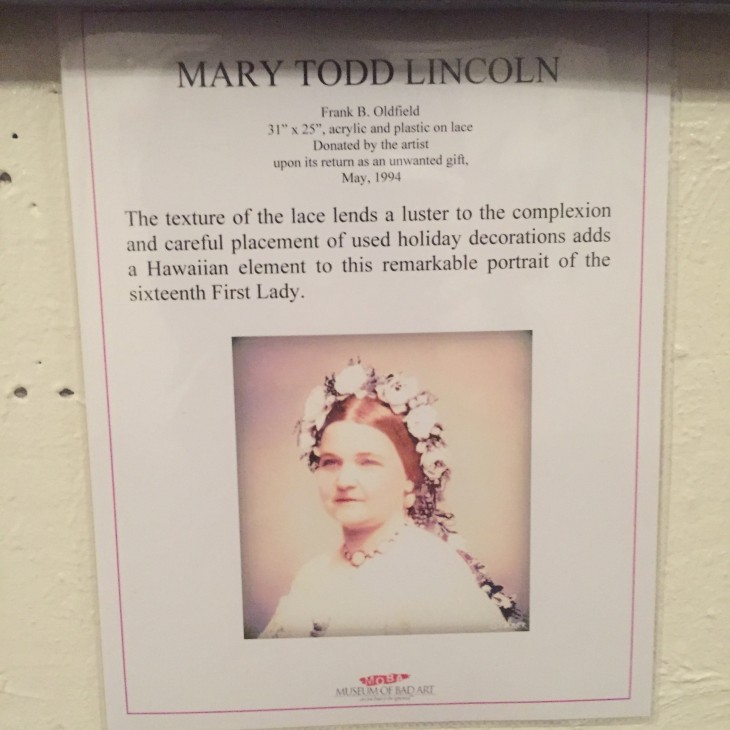 MARY TODD LINCOLN
Frank B. Oldfield
31" x 25", acrylic and plastic on lace
Donated by the artist
upon its return as an unwanted gift,
May, 1994
The texture of the lace lends a luster to the complexion
and careful placement of used holiday decorations adds
a Hawaiian element to this remarkable portrait of the
sixteenth First Lady.
MOBA
MUSEUM OF BAD ART